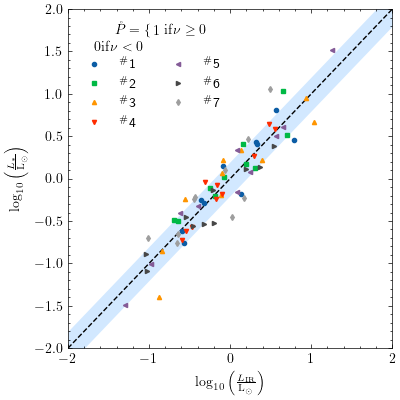 P̊ = { 1 if ν ≥ 0
0if ν < 0
#1 #5
#2 #6
#3 #7
#4
2.0
1.5
1.0
0.5
0.0
−0.5
−1.0
−1.5
−2.0
−2 −1 0 1 2
log₁₀ (L⋆/L☉)
log₁₀ (L_IR/L☉)